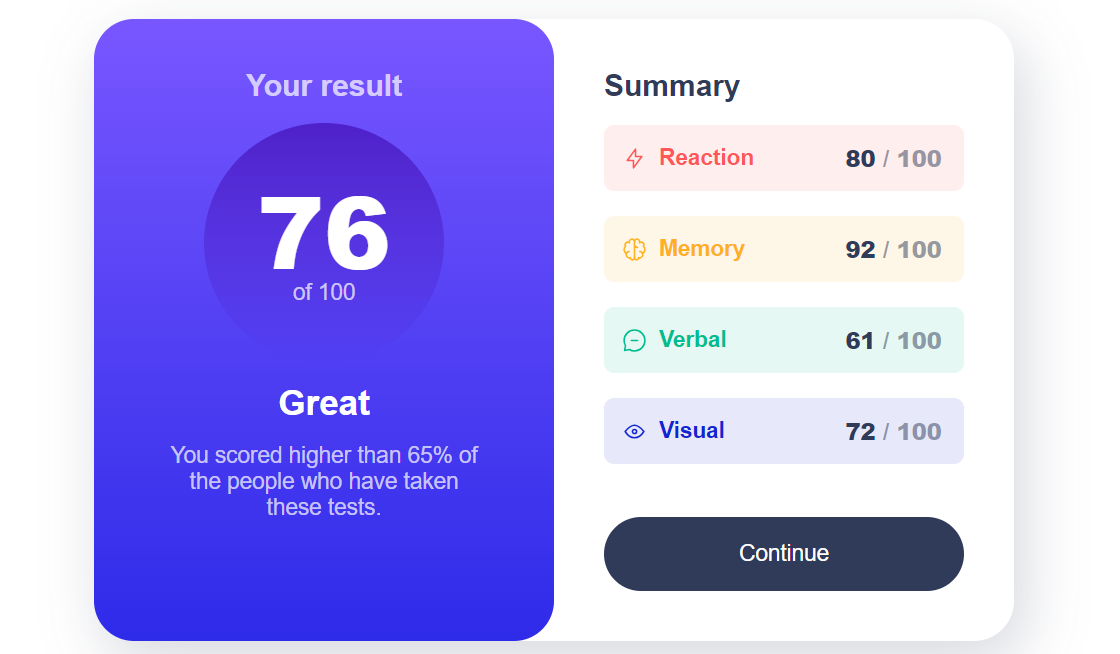 Your result
76
of 100
Great
You scored higher than 65% of
the people who have taken
these tests.
Summary
Reaction 80 / 100
Memory 92 / 100
Verbal 61 / 100
Visual 72 / 100
Continue